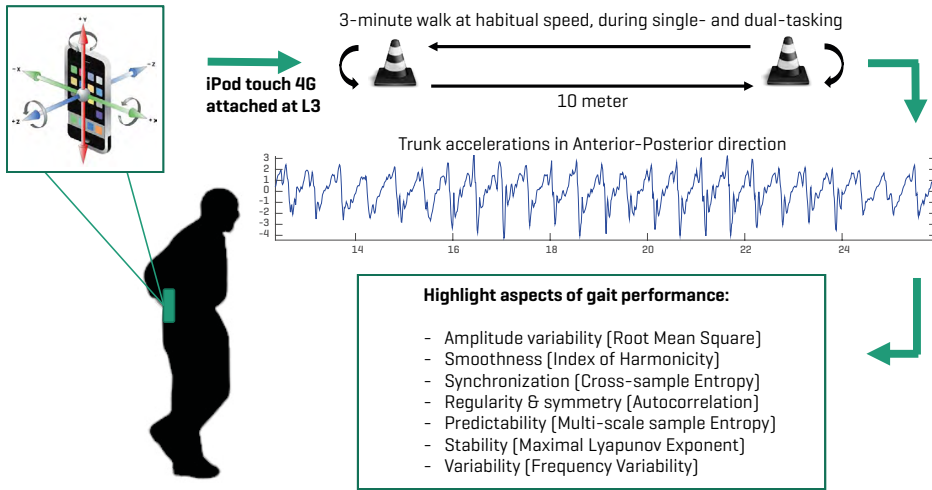 +Y
-X
-Z
+Z
+X
iPod touch 4G
attached at L3
3-minute walk at habitual speed, during single- and dual-tasking
10 meter
Trunk accelerations in Anterior-Posterior direction
3
2
1
0
-1
-2
-3
-4
14
16
18
20
22
24
Highlight aspects of gait performance:
- Amplitude variability (Root Mean Square)
- Smoothness (Index of Harmonicity)
- Synchronization (Cross-sample Entropy)
- Regularity & symmetry (Autocorrelation)
- Predictability (Multi-scale sample Entropy)
- Stability (Maximal Lyapunov Exponent)
- Variability (Frequency Variability)